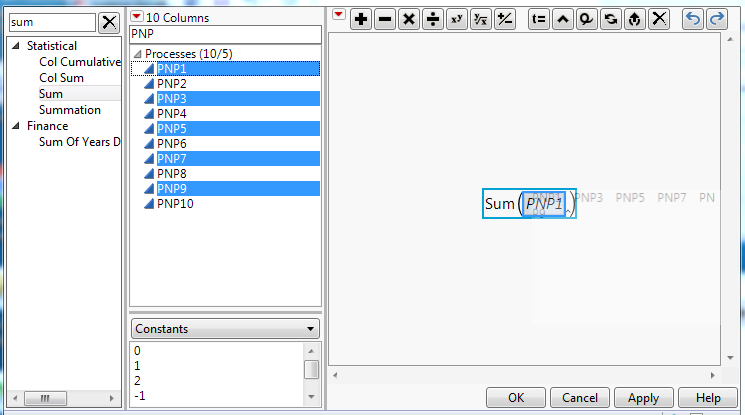 sum
Statistical
Col Cumulative
Col Sum
Sum
Summation
Finance
Sum Of Years D
10 Columns
PNP
Processes (10/5)
PNP1
PNP2
PNP3
PNP4
PNP5
PNP6
PNP7
PNP8
PNP9
PNP10
Constants
0
1
2
-1
t=
Sum(PNP1)
PNP3 PNP5 PNP7 PN
OK Cancel Apply Help